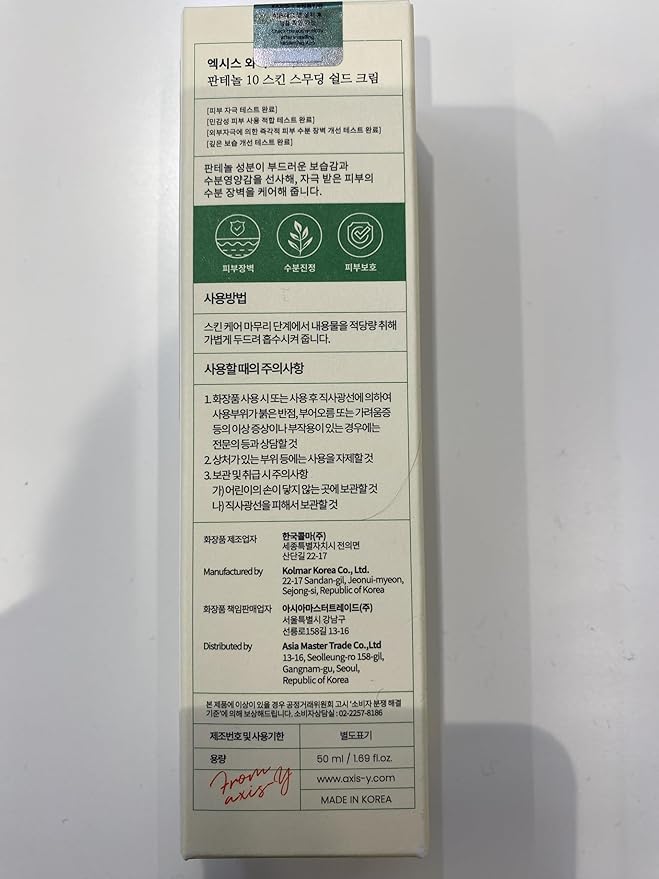 엑시스 와
판테놀 10 스킨 스무딩 쉴드 크림
[피부 자극 테스트 완료]
[민감성 피부 사용 적합 테스트 완료]
[외부자극에 의한 즉각적 피부 수분 장벽 개선 테스트 완료]
[깊은 보습 개선 테스트 완료]
판테놀 성분이 부드러운 보습감과
수분영양감을 선사해, 자극 받은 피부의
수분 장벽을 케어해 줍니다.
피부장벽 수분진정 피부보호
사용방법
스킨 케어 마무리 단계에서 내용물을 적당량 취해
가볍게 두드려 흡수시켜 줍니다.
사용할 때의 주의사항
1. 화장품 사용 시 또는 사용 후 직사광선에 의하여
사용부위가 붉은 반점, 부어오름 또는 가려움증
등의 이상 증상이나 부작용이 있는 경우에는
전문의 등과 상담할 것
2. 상처가 있는 부위 등에는 사용을 자제할 것
3. 보관 및 취급 시 주의사항
가) 어린이의 손이 닿지 않는 곳에 보관할 것
나) 직사광선을 피해서 보관할 것
화장품 제조업자 한국콜마(주)
세종특별자치시 전의면
산단길 22-17
Manufactured by Kolmar Korea Co., Ltd.
22-17 Sandan-gil, Jeonui-myeon,
Sejong-si, Republic of Korea
화장품 책임판매업자 아시아마스터트레이드(주)
서울특별시 강남구
선릉로158길 13-16
Distributed by Asia Master Trade Co.,Ltd
13-16, Seolleung-ro 158-gil,
Gangnam-gu, Seoul,
Republic of Korea
본 제품에 이상이 있을 경우 공정거래위원회 고시 '소비자 분쟁 해결
기준'에 의해 보상해드립니다. 소비자상담실 : 02-2257-8186
제조번호 및 사용기한 별도표기
용량 50 ml / 1.69 fl.oz.
From axis-Y
www.axis-y.com
MADE IN KOREA